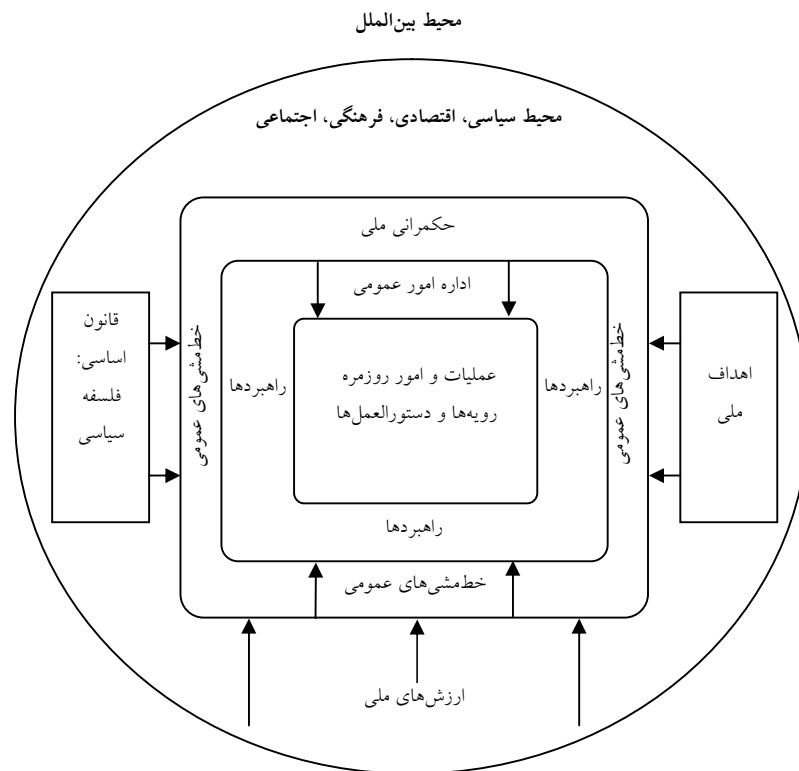 محیط بین‌الملل
محیط سیاسی، اقتصادی، فرهنگی، اجتماعی
حکمرانی ملی
اداره امور عمومی
قانون
اساسی:
فلسفه
سیاسی
خط‌مشی‌های عمومی
راهبردها
عملیات و امور روزمره
رویه‌ها و دستورالعمل‌ها
راهبردها
خط‌مشی‌های عمومی
اهداف
ملی
راهبردها
خط‌مشی‌های عمومی
ارزش‌های ملی